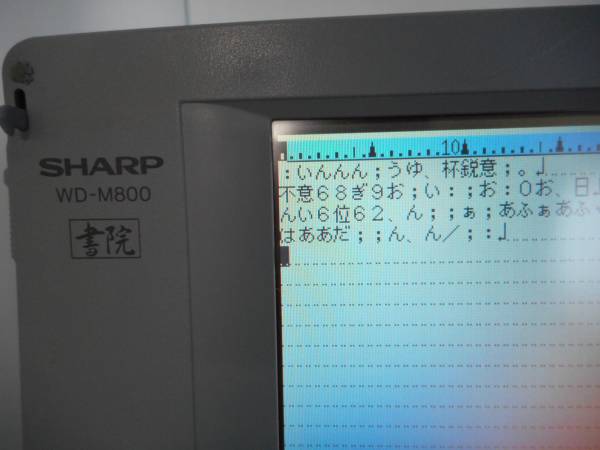 SHARP
WD-M800
書院
10
：いんんん；うゆ、杯鋭意；。
不意６８ぎ９お；い：；お：０お、日
んい６位６２、ん；；ぁ；あふぁあふ
はああだ；；ん、ん／；：